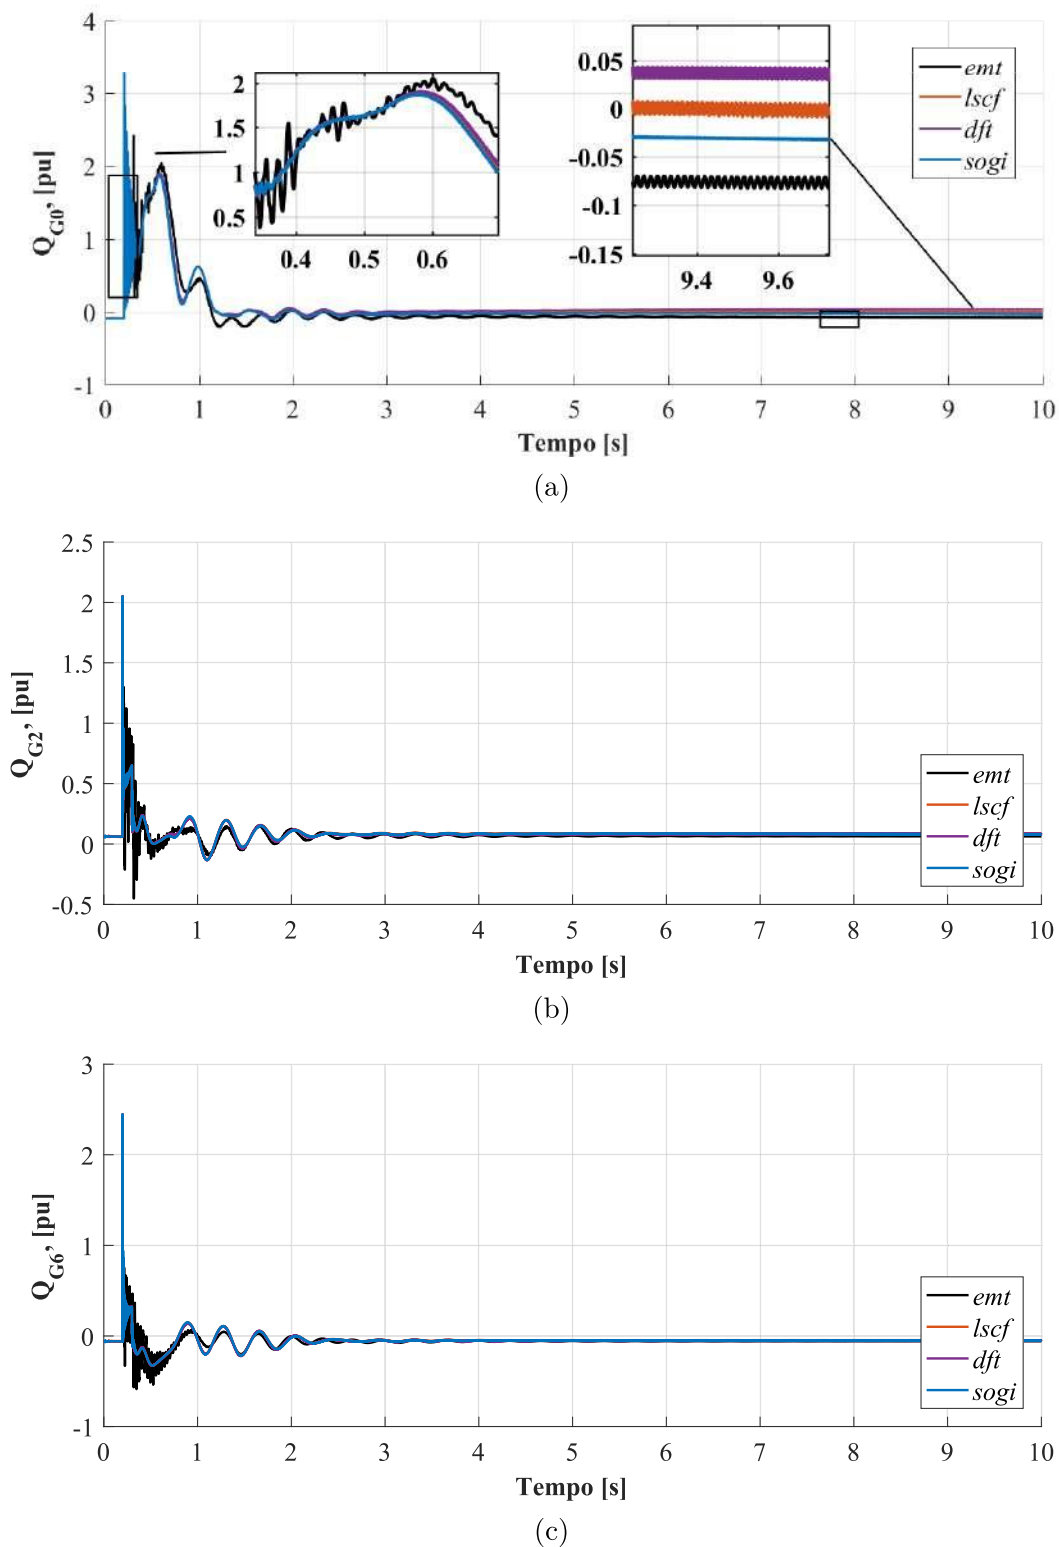 4
3
2
1
0
-1
Q_G0, [pu]
2
1.5
1
0.5
0.4 0.5 0.6
0.05
0
-0.05
-0.1
-0.15
9.4 9.6
emt
lscf
dft
sogi
0 1 2 3 4 5 6 7 8 9 10
Tempo [s]
(a)
2.5
2
1.5
1
0.5
0
-0.5
Q_G2, [pu]
emt
lscf
dft
sogi
0 1 2 3 4 5 6 7 8 9 10
Tempo [s]
(b)
3
2
1
0
-1
Q_G6, [pu]
emt
lscf
dft
sogi
0 1 2 3 4 5 6 7 8 9 10
Tempo [s]
(c)